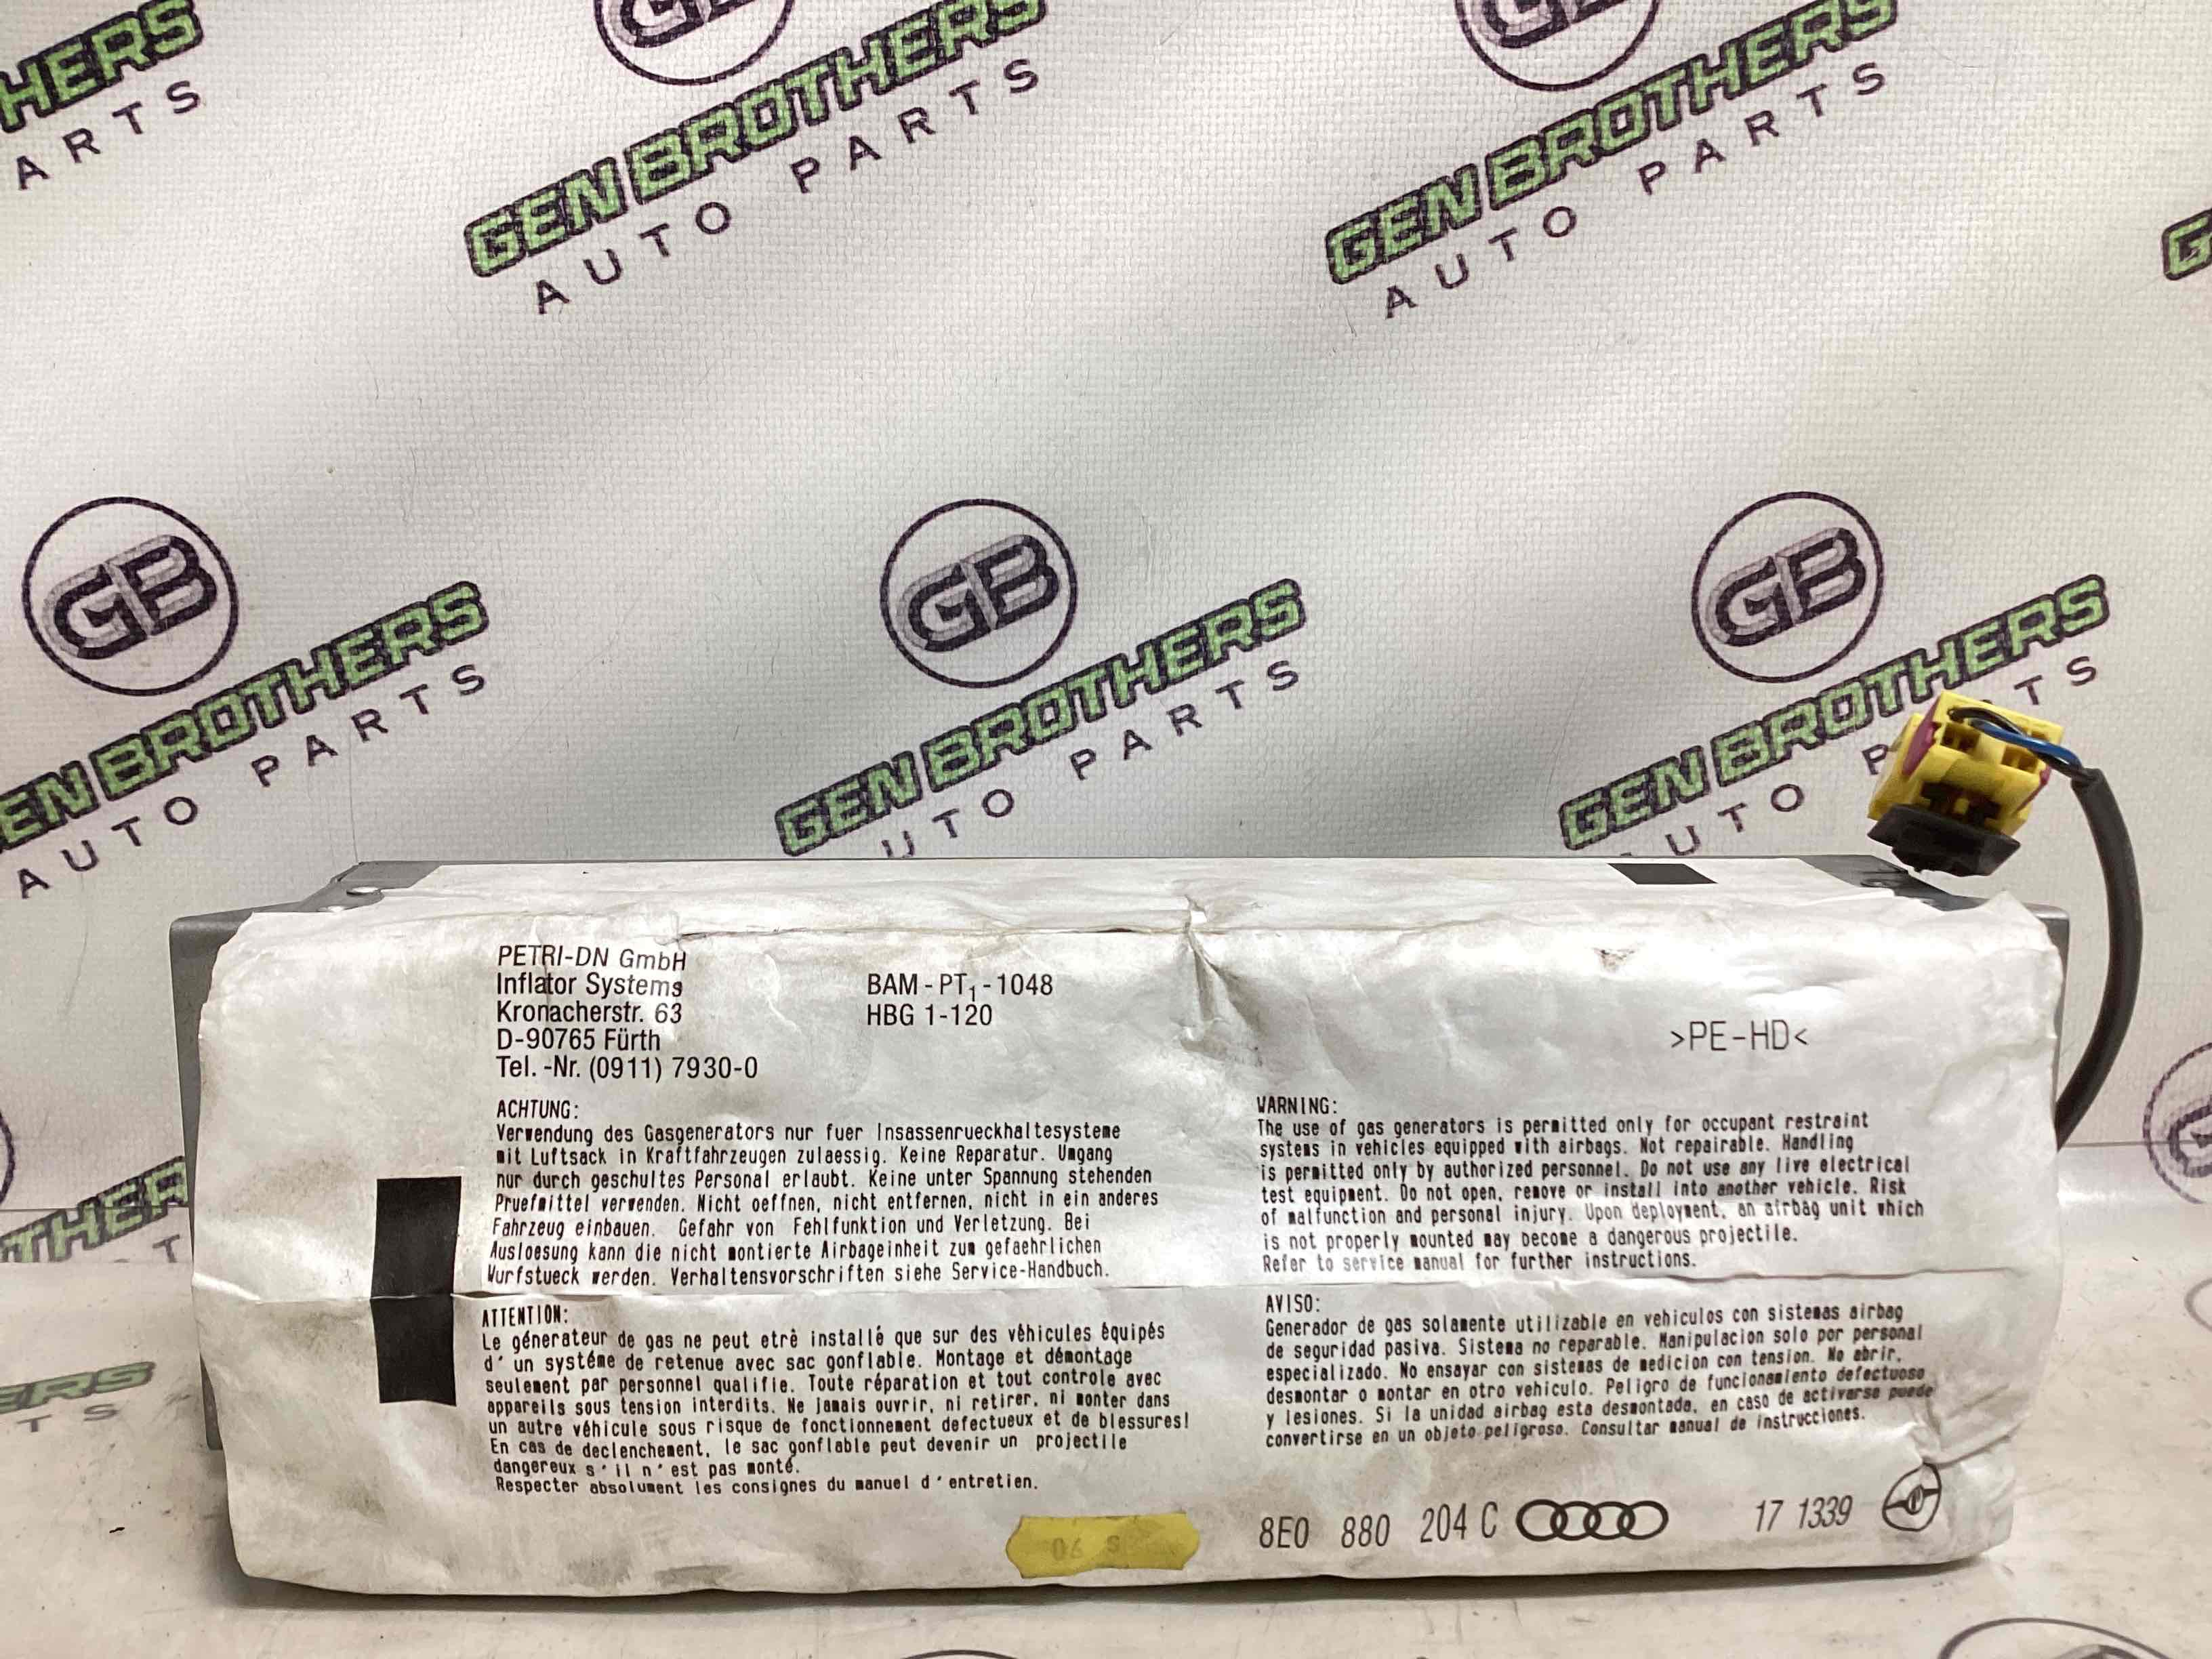 HERS
ARTS
GEN BROTHERS
AUTO PARTS
GEN BROTHERS
AUTO PARTS
G
GB
GEN BROTHERS
AUTO PARTS
GB
GEN BROTHERS
AUTO PARTS
GB
GEN BROTHERS
AUTO PARTS
THER
T
ERS
TS
PETRI-DN GmbH
Inflator Systems
Kronacherstr. 63
D-90765 Fürth
Tel. -Nr. (0911) 7930-0
BAM - PT1 - 1048
HBG 1-120
>PE-HD<
ACHTUNG:
Verwendung des Gasgenerators nur fuer Insassenrueckhaltesysteme
mit Luftsack in Kraftfahrzeugen zulaessig. Keine Reparatur. Umgang
nur durch geschultes Personal erlaubt. Keine unter Spannung stehenden
Pruefmittel verwenden. Nicht oeffnen, nicht entfernen, nicht in ein anderes
Fahrzeug einbauen. Gefahr von Fehlfunktion und Verletzung. Bei
Ausloesung kann die nicht montierte Airbageinheit zum gefaehrlichen
Wurfstueck werden. Verhaltensvorschriften siehe Service-Handbuch.
ATTENTION:
Le génerateur de gas ne peut etrè installé que sur des véhicules équipés
d' un systéme de retenue avec sac gonflable. Montage et démontage
seulement par personnel qualifie. Toute réparation et tout controle avec
appareils sous tension interdits. Ne jamais ouvrir, ni retirer, ni monter dans
un autre véhicule sous risque de fonctionnement defectueux et de blessures!
En cas de declenchement, le sac gonflable peut devenir un projectile
dangereux s' il n' est pas monté.
Respecter absolument les consignes du manuel d' entretien.
WARNING:
The use of gas generators is permitted only for occupant restraint
systems in vehicles equipped with airbags. Not repairable. Handling
is permitted only by authorized personnel. Do not use any live electrical
test equipment. Do not open, remove or install into another vehicle. Risk
of malfunction and personal injury. Upon deployment, an airbag unit which
is not properly mounted may become a dangerous projectile.
Refer to service manual for further instructions.
AVISO:
Generador de gas solamente utilizable en vehiculos con sistemas airbag
de seguridad pasiva. Sistema no reparable. Manipulacion solo por personal
especializado. No ensayar con sistemas de medicion con tension. No abrir,
desmontar o montar en otro vehiculo. Peligro de funcionamiento defectuoso
y lesiones. Si la unidad airbag esta desmontada, en caso de activarse puede
convertirse en un objeto peligroso. Consultar manual de instrucciones.
06 S
8E0 880 204 C
17 1339